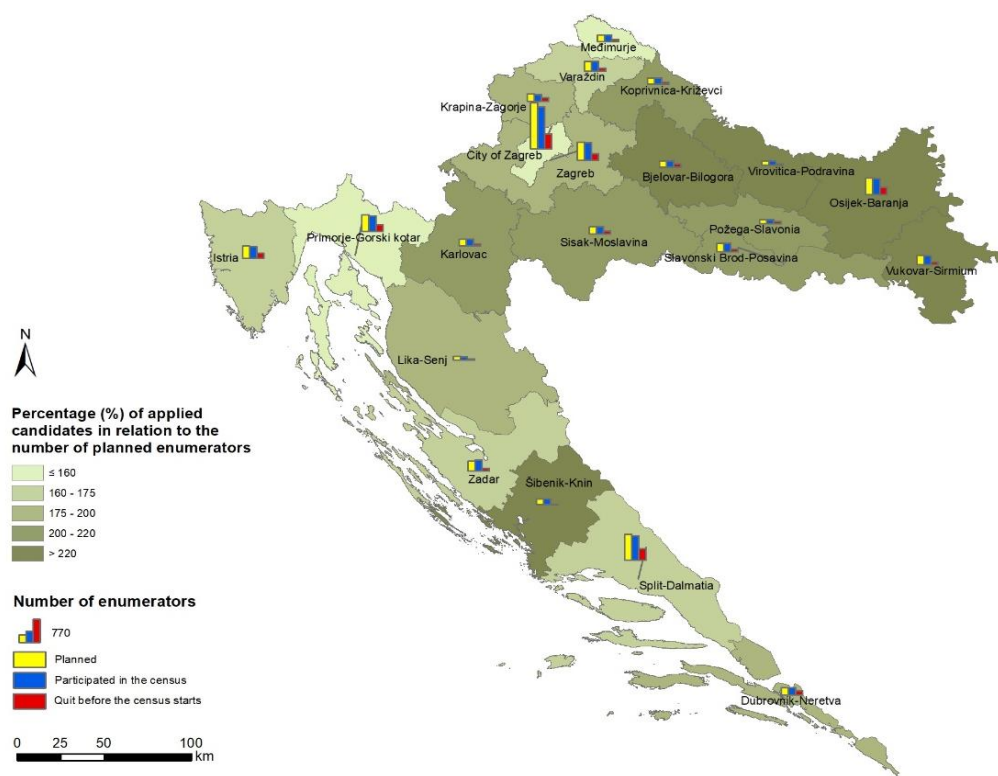 Međimurje
Varaždin
Koprivnica-Križevci
Krapina-Zagorje
City of Zagreb
Zagreb
Bjelovar-Bilogora
Virovitica-Podravina
Osijek-Baranja
Primorje-Gorski kotar
Istria
Karlovac
Sisak-Moslavina
Požega-Slavonia
Slavonski Brod-Posavina
Vukovar-Sirmium
N
Lika-Senj
Percentage (%) of applied
candidates in relation to the
number of planned enumerators
≤ 160
160 - 175
175 - 200
200 - 220
> 220
Zadar
Šibenik-Knin
Split-Dalmatia
Number of enumerators
770
Planned
Participated in the census
Quit before the census starts
Dubrovnik-Neretva
0 25 50 100
km